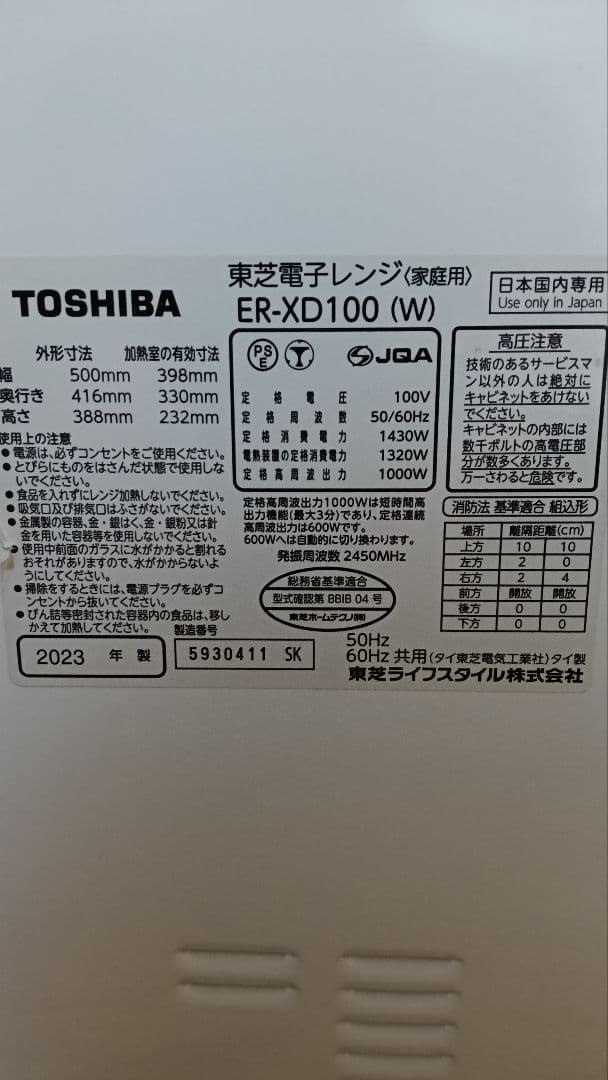 TOSHIBA
東芝電子レンジ〈家庭用〉
ER-XD100 (W)
日本国内専用
Use only in Japan
外形寸法 加熱室の有効寸法
幅 500mm 398mm
奥行き 416mm 330mm
高さ 388mm 232mm
使用上の注意
●電源は、必ずコンセントをご使用ください。
●とびらにものをはさんだ状態で使用しな
いでください。
●食品を入れずにレンジ加熱しないでください。
●吸気口及び排気口はふさがないでください。
●金属製の容器、金・銀はく、金・銀粉又は針
金を用いた容器等を使用しないでください。
●使用中前面のガラスに水がかかると割れる
おそれがありますので、水がかからないよ
うにしてください。
●掃除をするときには、電源プラグを必ずコ
ンセントから抜いてください。
●びん詰等密封された容器内の食品は、移し
かえて加熱してください。
製造番号
2023 年 製
5930411 SK
PS
E
JQA
定格電圧 100V
定格周波数 50/60Hz
定格消費電力 1430W
電熱装置の定格消費電力 1320W
定格高周波出力 1000W
定格高周波出力1000Wは短時間高
出力機能(最大3分)であり、定格連続
高周波出力は600Wです。
600Wへは自動的に切り換わります。
発振周波数 2450MHz
総務省基準適合
型式確認第 BBIB 04 号
東芝ホームテクノ(株)
高圧注意
技術のあるサービスマ
ン以外の人は絶対に
キャビネットをあけない
でください。
キャビネットの内部には
数千ボルトの高電圧部
分が数多くあります。
万一さわると危険です。
消防法 基準適合 組込形
場所 離隔距離(cm)
上方 10 10
左方 2 0
右方 2 4
前方 開放 開放
後方 0 0
下方 0 0
50Hz
60Hz 共用(タイ東芝電気工業社)タイ製
東芝ライフスタイル株式会社